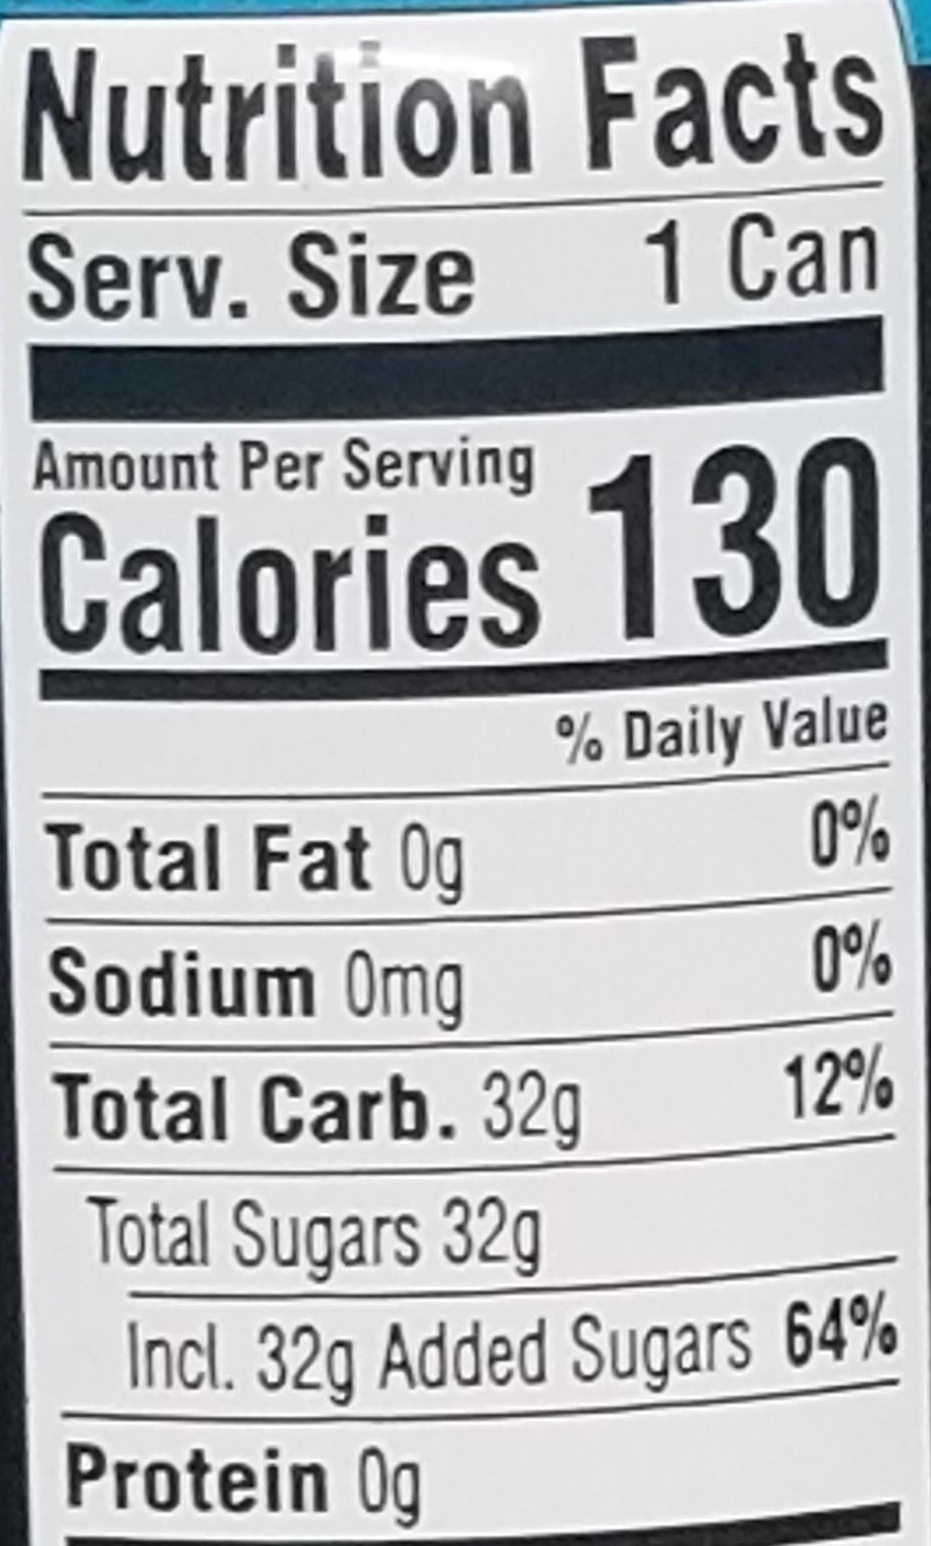 Nutrition Facts
Serv. Size 1 Can
Amount Per Serving
Calories 130
% Daily Value
Total Fat 0g 0%
Sodium 0mg 0%
Total Carb. 32g 12%
Total Sugars 32g
Incl. 32g Added Sugars 64%
Protein 0g